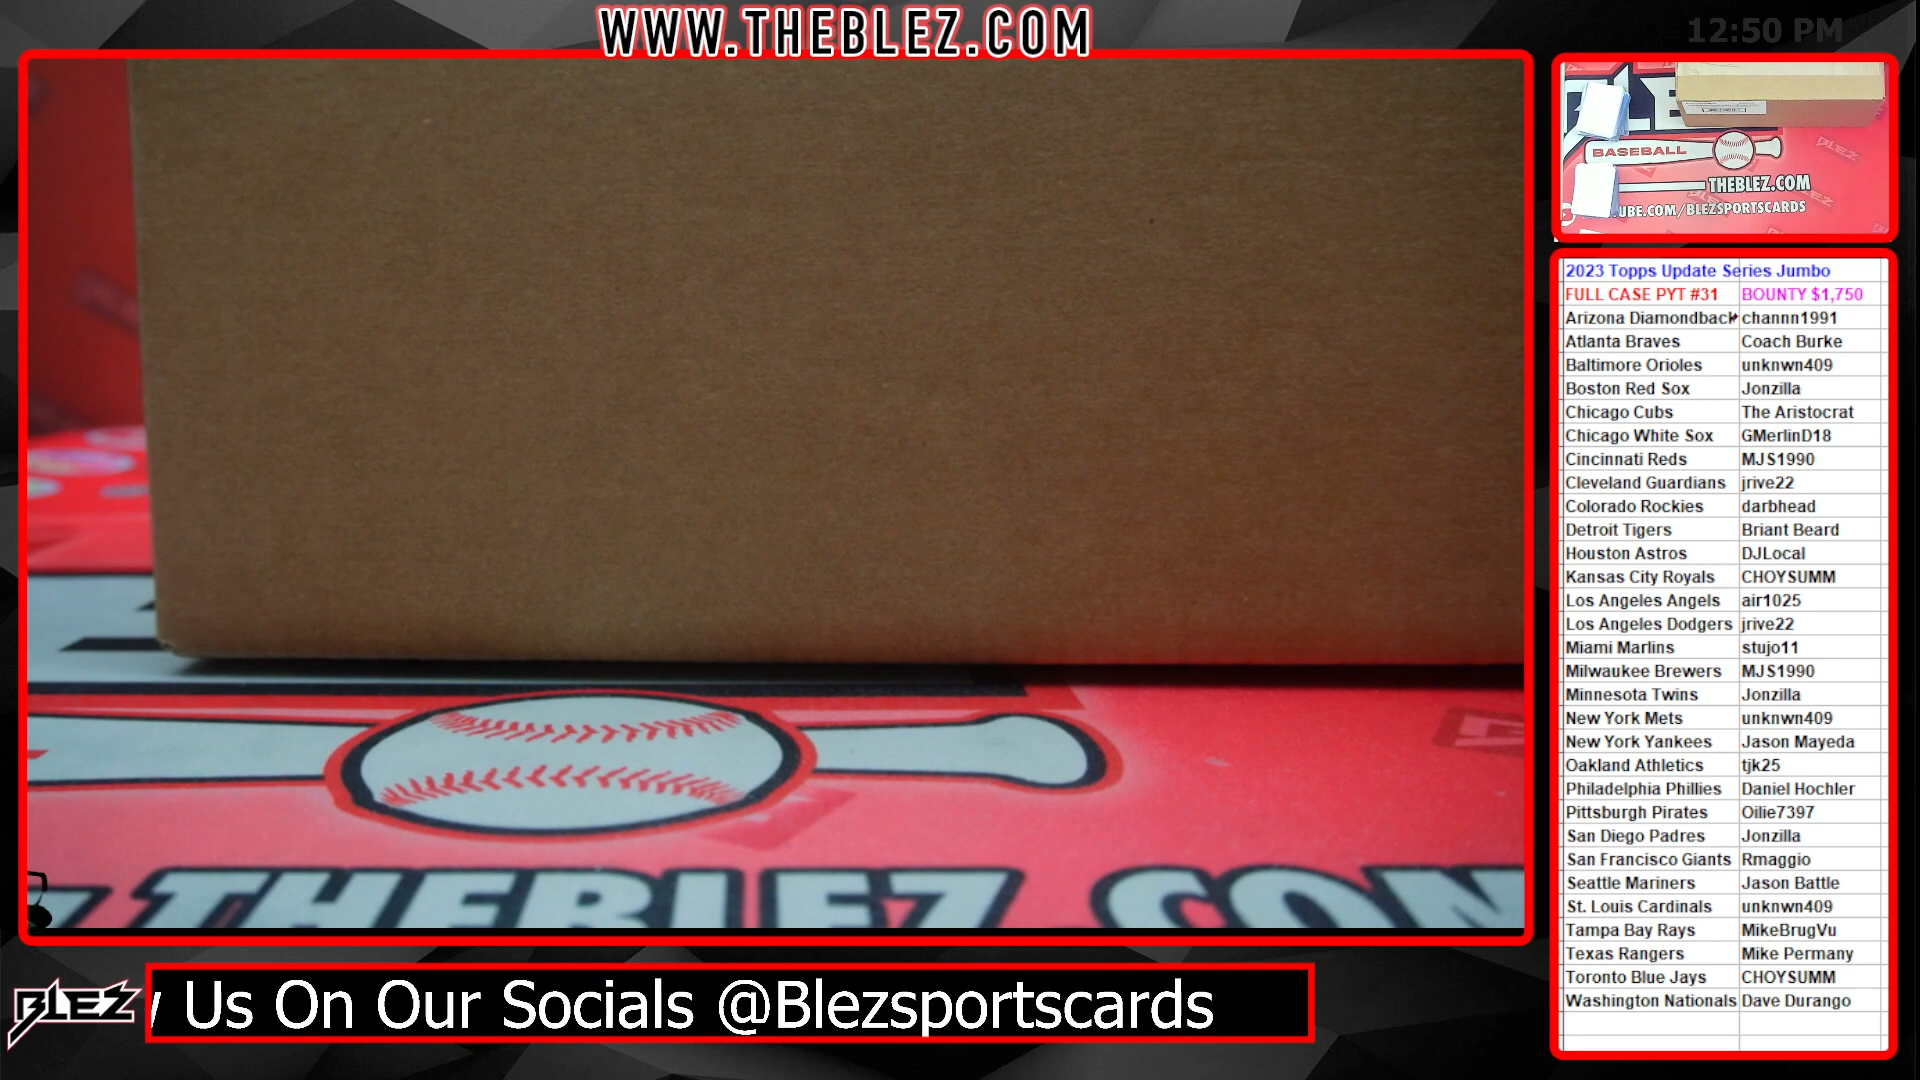 WWW.THEBLEZ.COM
12:50 PM
BASEBALL
THEBLEZ.COM
UBE.COM/BLEZSPORTSCARDS
BLEZ
2023 Topps Update Series Jumbo
FULL CASE PYT #31 BOUNTY $1,750
Arizona Diamondback channn1991
Atlanta Braves Coach Burke
Baltimore Orioles unknwn409
Boston Red Sox Jonzilla
Chicago Cubs The Aristocrat
Chicago White Sox GMerlinD18
Cincinnati Reds MJS1990
Cleveland Guardians jrive22
Colorado Rockies darbhead
Detroit Tigers Briant Beard
Houston Astros DJLocal
Kansas City Royals CHOYSUMM
Los Angeles Angels air1025
Los Angeles Dodgers jrive22
Miami Marlins stujo11
Milwaukee Brewers MJS1990
Minnesota Twins Jonzilla
New York Mets unknwn409
New York Yankees Jason Mayeda
Oakland Athletics tjk25
Philadelphia Phillies Daniel Hochler
Pittsburgh Pirates Oilie7397
San Diego Padres Jonzilla
San Francisco Giants Rmaggio
Seattle Mariners Jason Battle
St. Louis Cardinals unknwn409
Tampa Bay Rays MikeBrugVu
Texas Rangers Mike Permany
Toronto Blue Jays CHOYSUMM
Washington Nationals Dave Durango
THEBLEZ.COM
BLEZ
Us On Our Socials @Blezsportscards